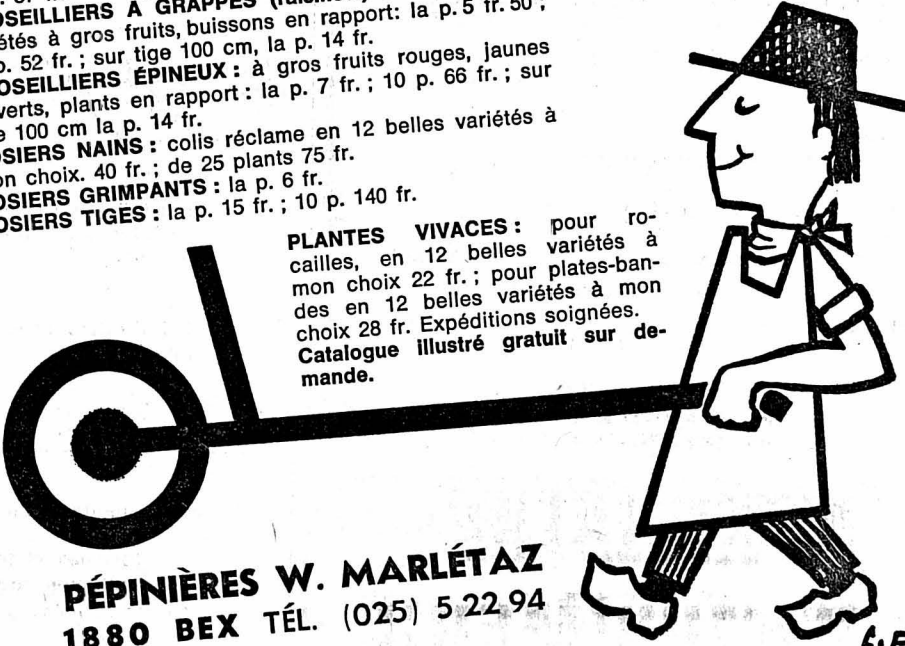 OSEILLIERS À GRAPPES
étés à gros fruits, buissons en rapport: la p. 5 fr. 50 ;
p. 52 fr. ; sur tige 100 cm, la p. 14 fr.
OSEILLIERS ÉPINEUX : à gros fruits rouges, jaunes
verts, plants en rapport : la p. 7 fr. ; 10 p. 66 fr. ; sur
e 100 cm la p. 14 fr.
OSIERS NAINS : colis réclame en 12 belles variétés à
on choix. 40 fr. ; de 25 plants 75 fr.
OSIERS GRIMPANTS : la p. 6 fr.
OSIERS TIGES : la p. 15 fr. ; 10 p. 140 fr.
PLANTES VIVACES : pour ro-
cailles, en 12 belles variétés à
mon choix 22 fr. ; pour plates-ban-
des en 12 belles variétés à mon
choix 28 fr. Expéditions soignées.
Catalogue illustré gratuit sur de-
mande.
PÉPINIÈRES W. MARLÉTAZ
1880 BEX TÉL. (025) 5 22 94